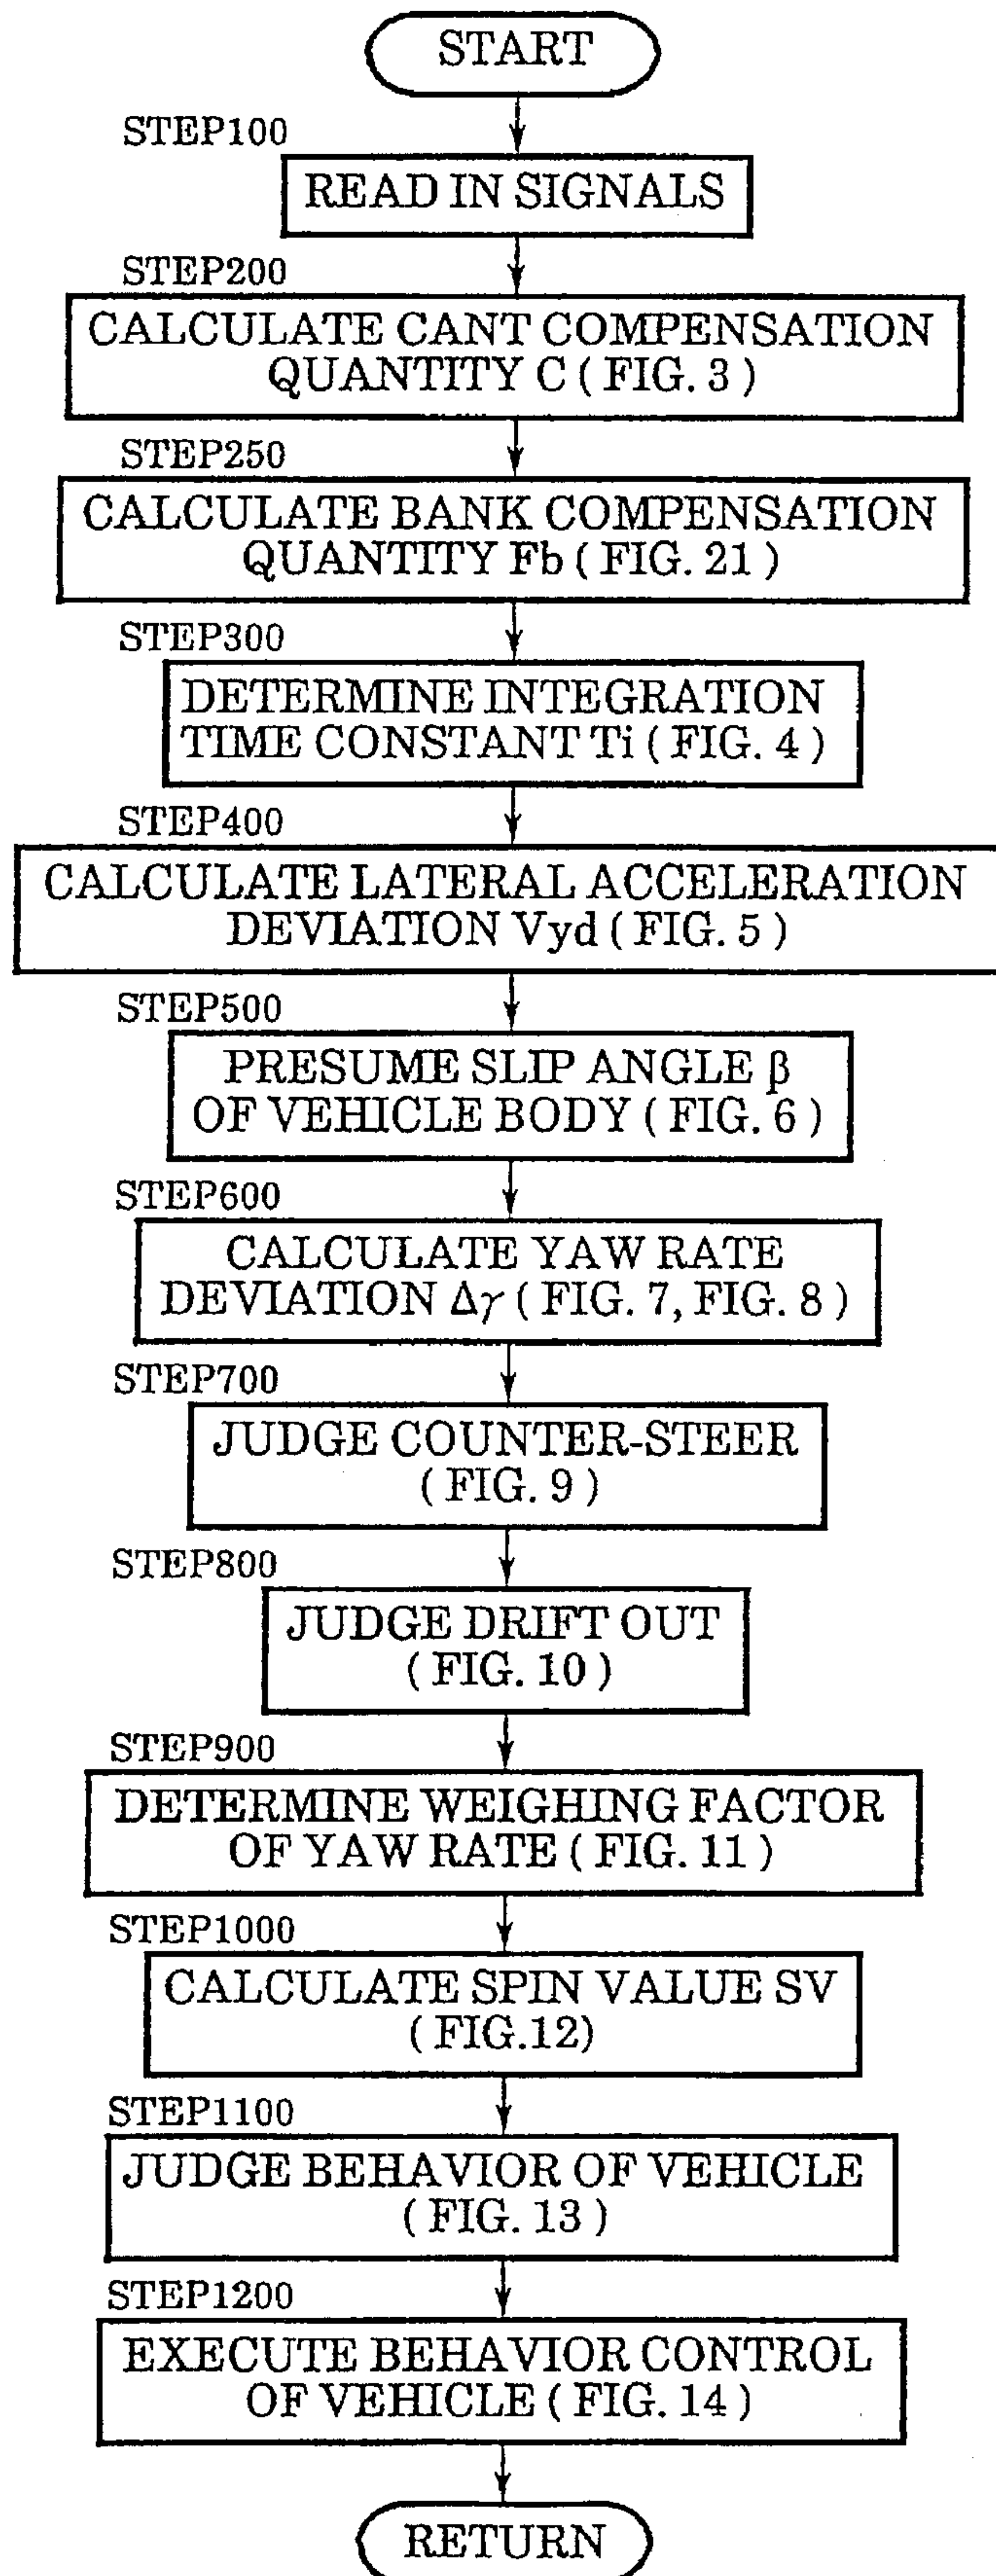 START
STEP100
READ IN SIGNALS
STEP200
CALCULATE CANT COMPENSATION
QUANTITY C ( FIG. 3 )
STEP250
CALCULATE BANK COMPENSATION
QUANTITY Fb ( FIG. 21 )
STEP300
DETERMINE INTEGRATION
TIME CONSTANT Ti ( FIG. 4 )
STEP400
CALCULATE LATERAL ACCELERATION
DEVIATION Vyd ( FIG. 5 )
STEP500
PRESUME SLIP ANGLE β
OF VEHICLE BODY ( FIG. 6 )
STEP600
CALCULATE YAW RATE
DEVIATION Δγ ( FIG. 7, FIG. 8 )
STEP700
JUDGE COUNTER-STEER
( FIG. 9 )
STEP800
JUDGE DRIFT OUT
( FIG. 10 )
STEP900
DETERMINE WEIGHING FACTOR
OF YAW RATE ( FIG. 11 )
STEP1000
CALCULATE SPIN VALUE SV
( FIG.12)
STEP1100
JUDGE BEHAVIOR OF VEHICLE
( FIG. 13 )
STEP1200
EXECUTE BEHAVIOR CONTROL
OF VEHICLE ( FIG. 14 )
RETURN